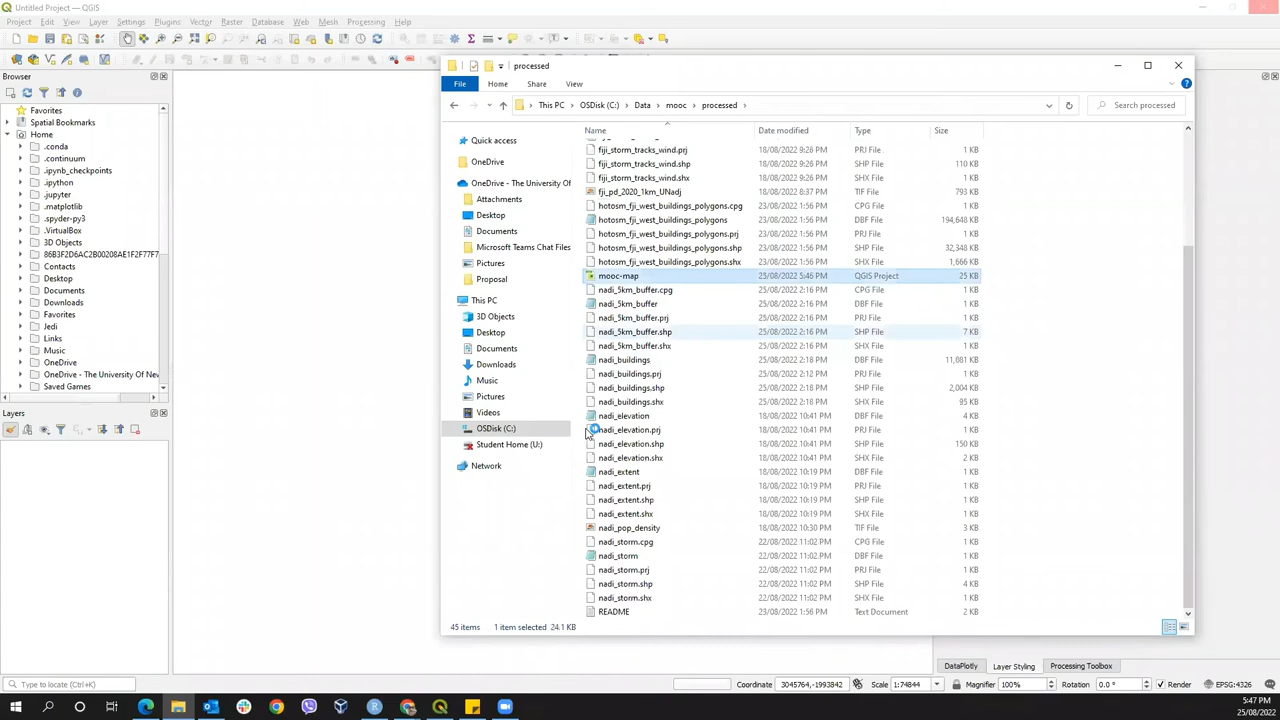 Untitled Project — QGIS
Project Edit View Layer Settings Plugins Vector Raster Database Web Mesh Processing Help
Browser
Favorites
Spatial Bookmarks
Home
.conda
.continuum
.ipynb_checkpoints
.ipython
.jupyter
.matplotlib
.spyder-py3
.VirtualBox
3D Objects
86B3F2D6AC2B00208AE1F2F77F7
Contacts
Desktop
Documents
Downloads
Favorites
Jedi
Links
Music
OneDrive
OneDrive - The University Of New
Saved Games
Layers
processed
File Home Share View
This PC OSDisk (C:) Data mooc processed
Search processed
Quick access
OneDrive
OneDrive - The University Of
Attachments
Desktop
Documents
Microsoft Teams Chat Files
Pictures
Proposal
This PC
3D Objects
Desktop
Documents
Downloads
Music
Pictures
Videos
OSDisk (C:)
Student Home (U:)
Network
Name Date modified Type Size
fiji_storm_tracks_wind.prj 18/08/2022 9:26 PM PRJ File 1 KB
fiji_storm_tracks_wind.shp 18/08/2022 9:26 PM SHP File 110 KB
fiji_storm_tracks_wind.shx 18/08/2022 9:26 PM SHX File 1 KB
fji_pd_2020_1km_UNadj 18/08/2022 8:37 PM TIF File 793 KB
hotosm_fji_west_buildings_polygons.cpg 23/08/2022 1:56 PM CPG File 1 KB
hotosm_fji_west_buildings_polygons 23/08/2022 1:56 PM DBF File 194,648 KB
hotosm_fji_west_buildings_polygons.prj 23/08/2022 1:56 PM PRJ File 1 KB
hotosm_fji_west_buildings_polygons.shp 23/08/2022 1:56 PM SHP File 32,348 KB
hotosm_fji_west_buildings_polygons.shx 23/08/2022 1:56 PM SHX File 1,666 KB
mooc-map 25/08/2022 5:46 PM QGIS Project 25 KB
nadi_5km_buffer.cpg 25/08/2022 2:16 PM CPG File 1 KB
nadi_5km_buffer 25/08/2022 2:16 PM DBF File 1 KB
nadi_5km_buffer.prj 25/08/2022 2:16 PM PRJ File 1 KB
nadi_5km_buffer.shp 25/08/2022 2:16 PM SHP File 7 KB
nadi_5km_buffer.shx 25/08/2022 2:16 PM SHX File 1 KB
nadi_buildings 25/08/2022 2:18 PM DBF File 11,081 KB
nadi_buildings.prj 25/08/2022 2:12 PM PRJ File 1 KB
nadi_buildings.shp 25/08/2022 2:18 PM SHP File 2,004 KB
nadi_buildings.shx 25/08/2022 2:18 PM SHX File 95 KB
nadi_elevation 18/08/2022 10:41 PM DBF File 4 KB
nadi_elevation.prj 18/08/2022 10:41 PM PRJ File 1 KB
nadi_elevation.shp 18/08/2022 10:41 PM SHP File 150 KB
nadi_elevation.shx 18/08/2022 10:41 PM SHX File 2 KB
nadi_extent 18/08/2022 10:19 PM DBF File 1 KB
nadi_extent.prj 18/08/2022 10:19 PM PRJ File 1 KB
nadi_extent.shp 18/08/2022 10:19 PM SHP File 1 KB
nadi_extent.shx 18/08/2022 10:19 PM SHX File 1 KB
nadi_pop_density 18/08/2022 10:30 PM TIF File 3 KB
nadi_storm.cpg 22/08/2022 11:02 PM CPG File 1 KB
nadi_storm 22/08/2022 11:02 PM DBF File 1 KB
nadi_storm.prj 22/08/2022 11:02 PM PRJ File 1 KB
nadi_storm.shp 22/08/2022 11:02 PM SHP File 4 KB
nadi_storm.shx 22/08/2022 11:02 PM SHX File 1 KB
README 23/08/2022 1:56 PM Text Document 2 KB
45 items 1 item selected 24.1 KB
DataPlotly Layer Styling Processing Toolbox
Type to locate (Ctrl+K) Coordinate 3045764,-1993842 Scale 1:74844 Magnifier 100% Rotation 0.0 ° Render EPSG:4326
5:47 PM
25/08/2022